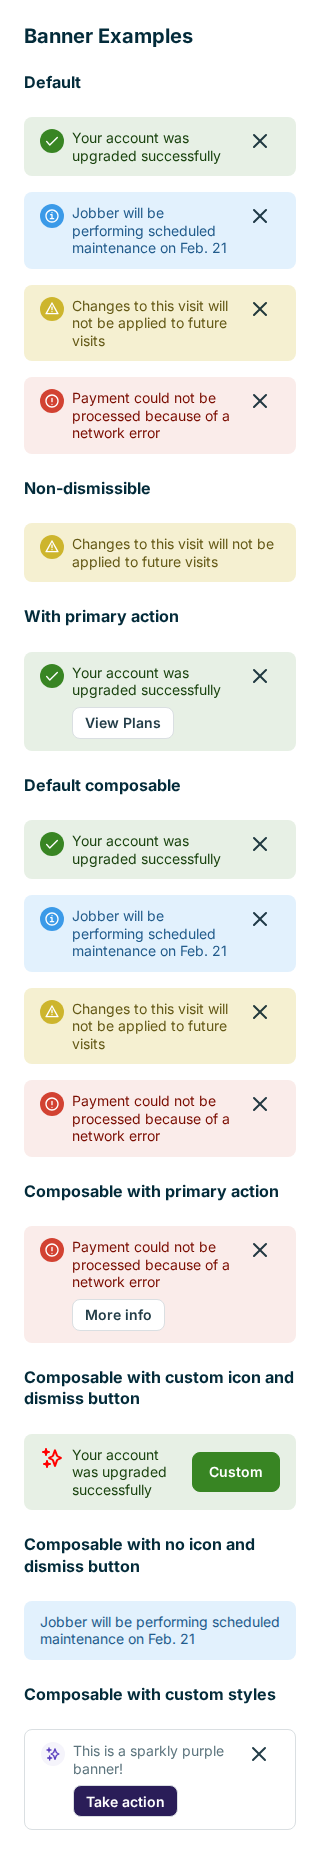 Banner Examples
Default
Your account was
upgraded successfully
Jobber will be
performing scheduled
maintenance on Feb. 21
Changes to this visit will
not be applied to future
visits
Payment could not be
processed because of a
network error
Non-dismissible
Changes to this visit will not be
applied to future visits
With primary action
Your account was
upgraded successfully
View Plans
Default composable
Your account was
upgraded successfully
Jobber will be
performing scheduled
maintenance on Feb. 21
Changes to this visit will
not be applied to future
visits
Payment could not be
processed because of a
network error
Composable with primary action
Payment could not be
processed because of a
network error
More info
Composable with custom icon and
dismiss button
Your account
was upgraded
successfully
Custom
Composable with no icon and
dismiss button
Jobber will be performing scheduled
maintenance on Feb. 21
Composable with custom styles
This is a sparkly purple
banner!
Take action